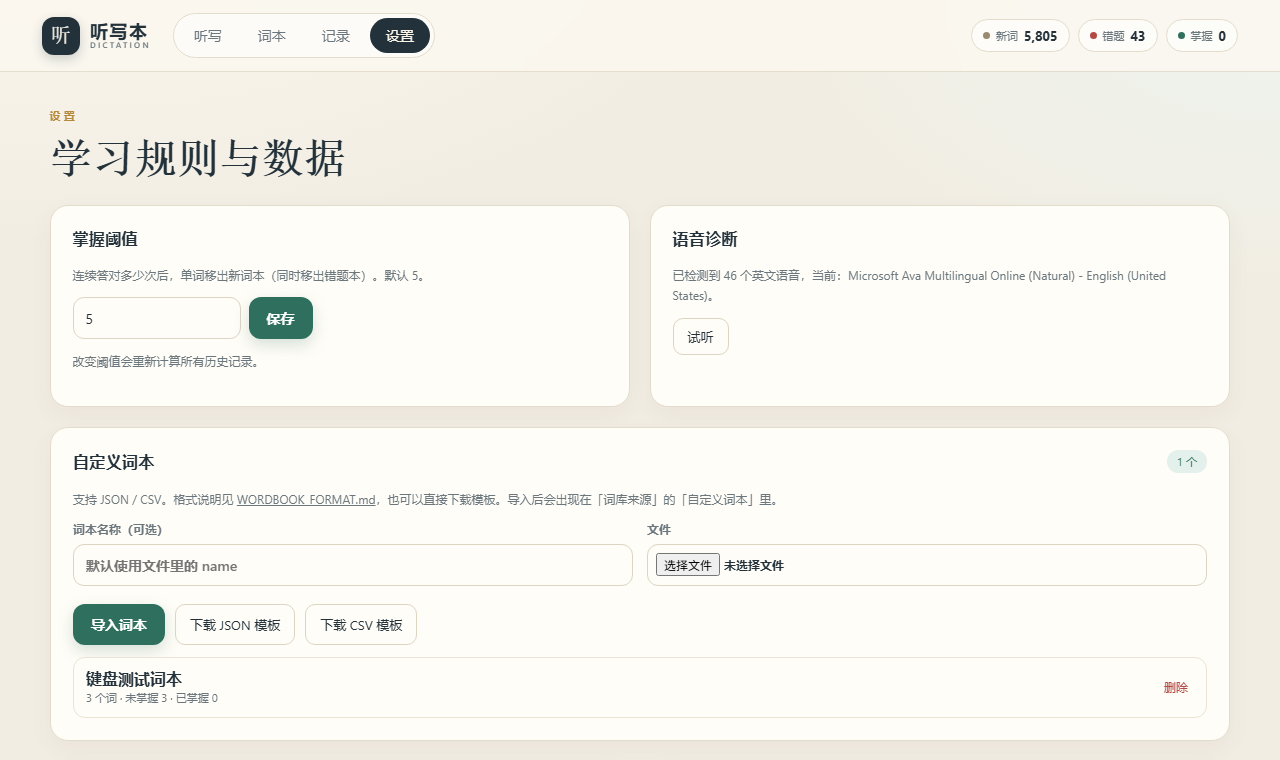 听 听写本
DICTATION
听写 词本 记录 设置
新词 5,805 错题 43 掌握 0
设置
学习规则与数据
掌握阈值
连续答对多少次后，单词移出新词本（同时移出错题本）。默认 5。
5 保存
改变阈值会重新计算所有历史记录。
语音诊断
已检测到 46 个英文语音，当前：Microsoft Ava Multilingual Online (Natural) - English (United
States)。
试听
自定义词本 1 个
支持 JSON / CSV。格式说明见 WORDBOOK_FORMAT.md，也可以直接下载模板。导入后会出现在「词库来源」的「自定义词本」里。
词本名称（可选） 文件
默认使用文件里的 name 选择文件 未选择文件
导入词本 下载 JSON 模板 下载 CSV 模板
键盘测试词本
3 个词 · 未掌握 3 · 已掌握 0
删除